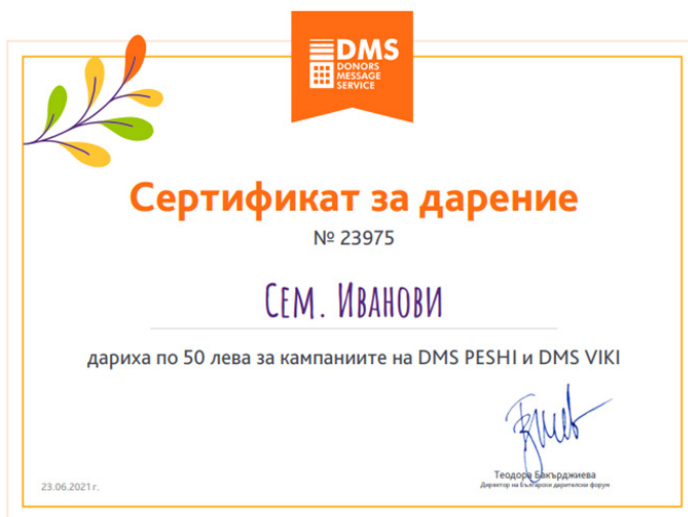 DMS
DONORS
MESSAGE
SERVICE
Сертификат за дарение
№ 23975
Сем. Иванови
дариха по 50 лева за кампаниите на DMS PESHI и DMS VIKI
Теодора Бакърджиева
Директор на Български дарителски форум
23.06.2021 г.